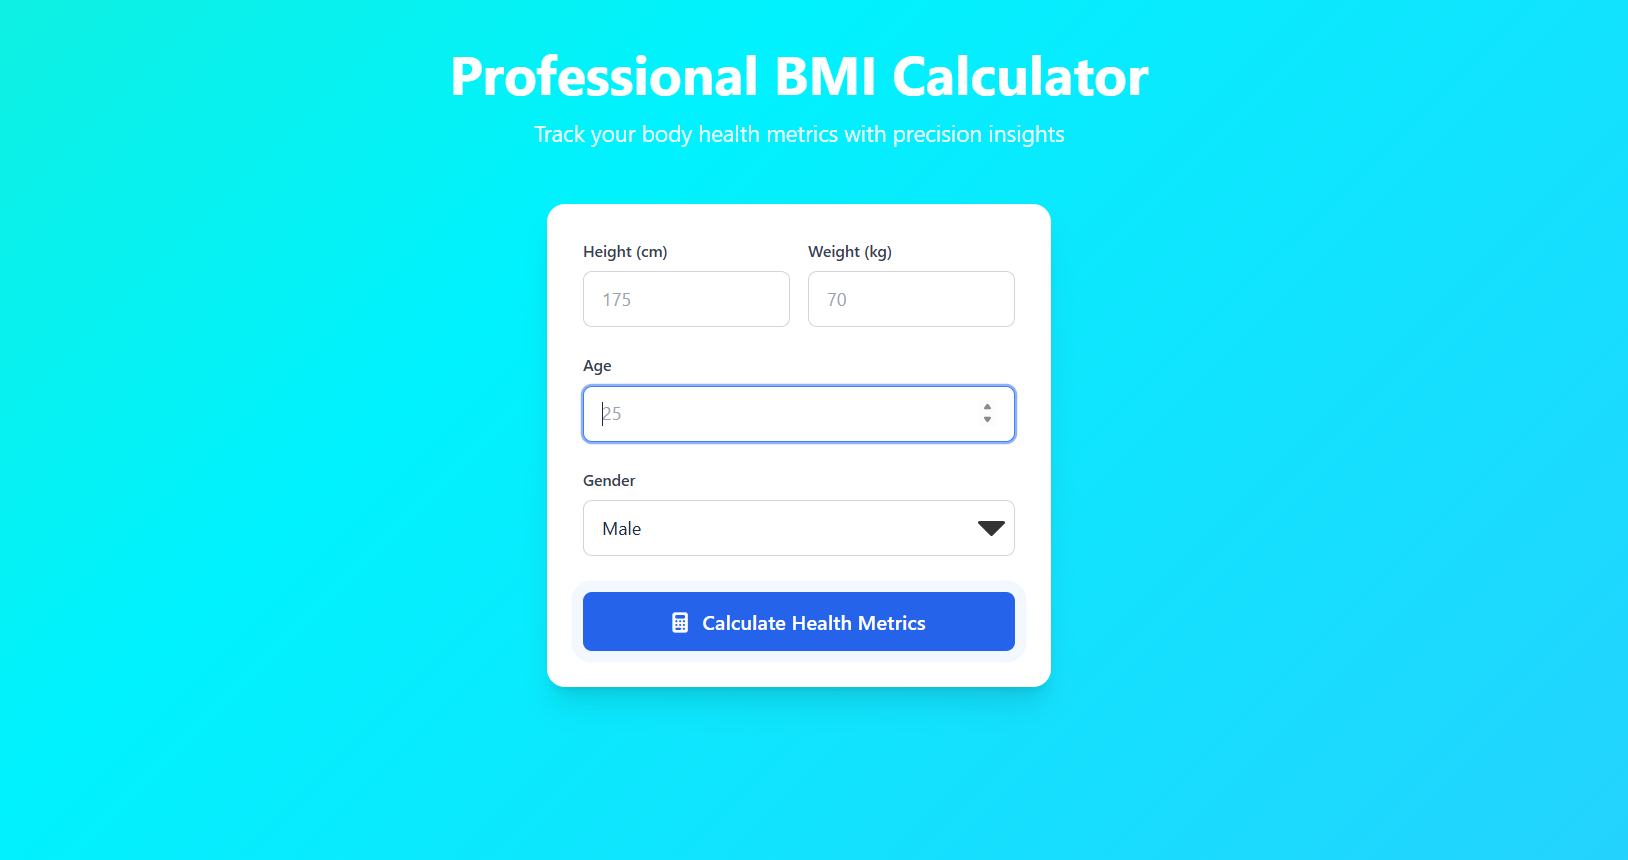 Professional BMI Calculator
Track your body health metrics with precision insights
Height (cm) Weight (kg)
175 70
Age
25
Gender
Male
Calculate Health Metrics